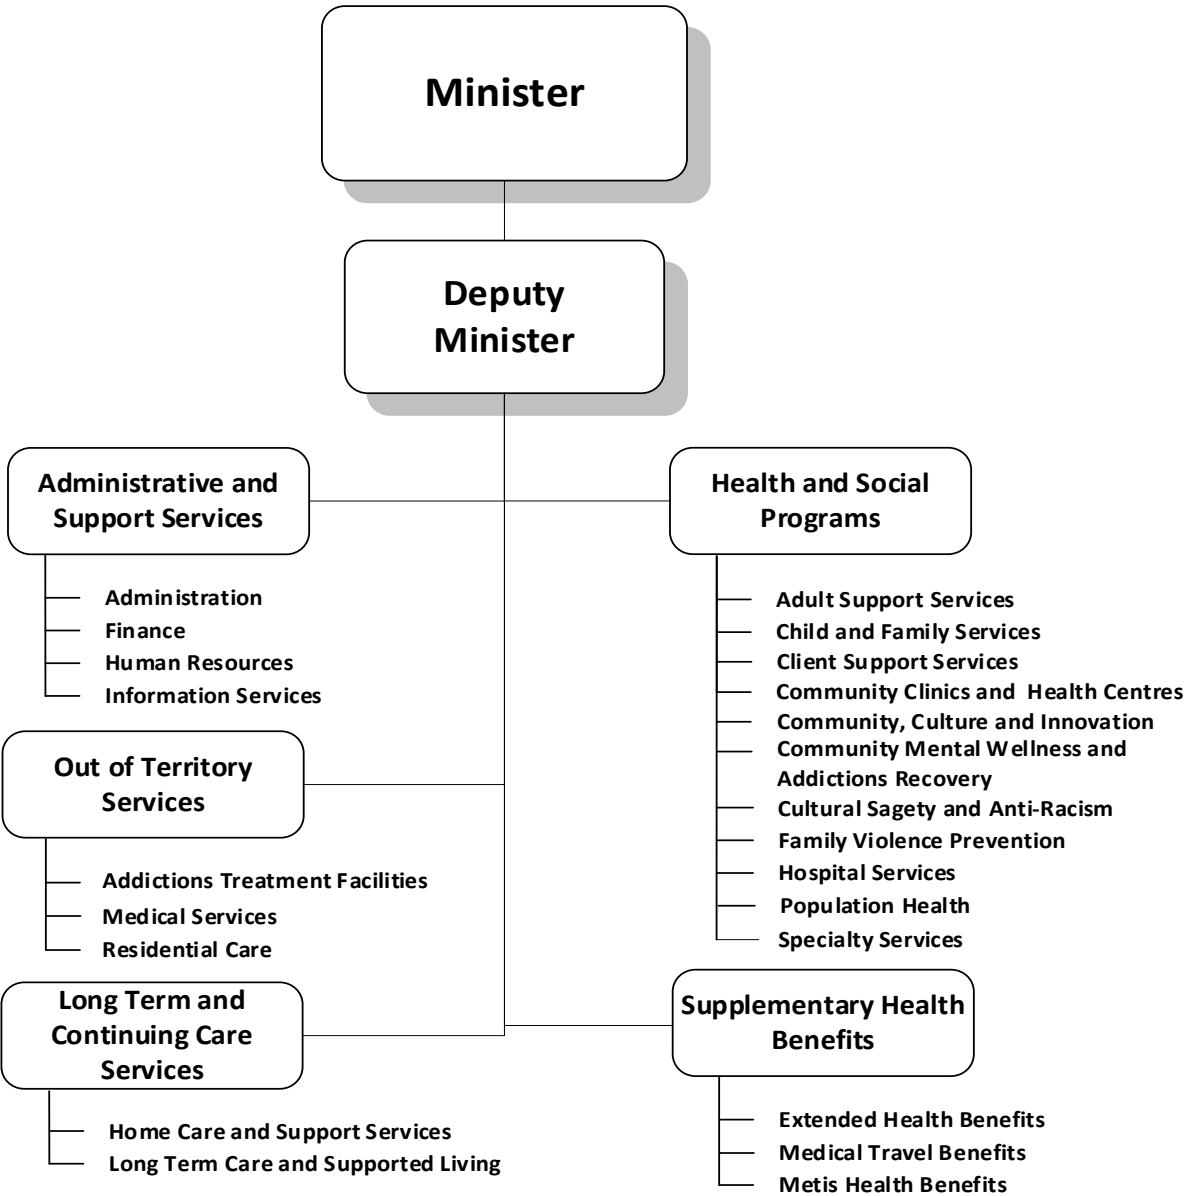 Minister
Deputy
Minister
Administrative and
Support Services
Administration
Finance
Human Resources
Information Services
Out of Territory
Services
Addictions Treatment Facilities
Medical Services
Residential Care
Long Term and
Continuing Care
Services
Home Care and Support Services
Long Term Care and Supported Living
Health and Social
Programs
Adult Support Services
Child and Family Services
Client Support Services
Community Clinics and Health Centres
Community, Culture and Innovation
Community Mental Wellness and
Addictions Recovery
Cultural Sagety and Anti-Racism
Family Violence Prevention
Hospital Services
Population Health
Specialty Services
Supplementary Health
Benefits
Extended Health Benefits
Medical Travel Benefits
Metis Health Benefits